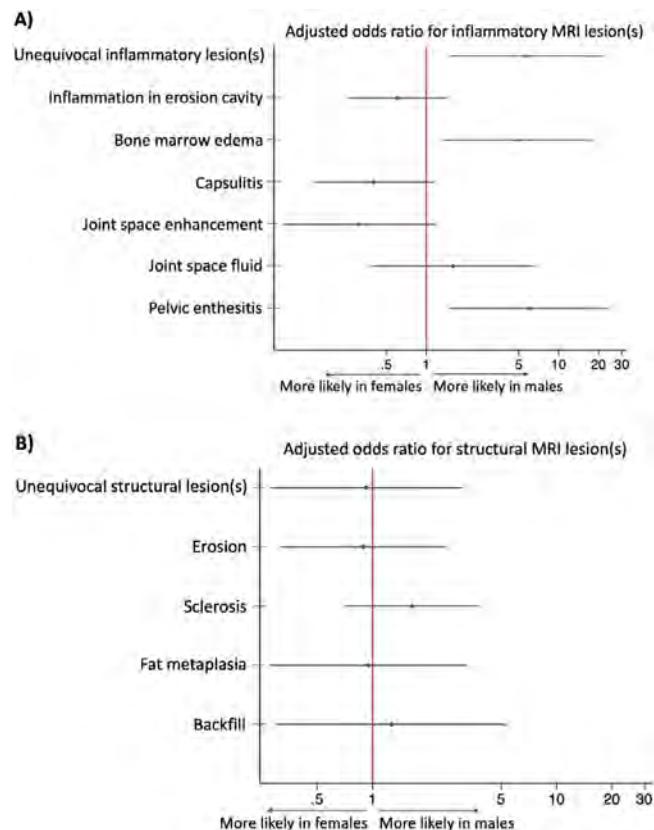 A)
Adjusted odds ratio for inflammatory MRI lesion(s)
Unequivocal inflammatory lesion(s)
Inflammation in erosion cavity
Bone marrow edema
Capsulitis
Joint space enhancement
Joint space fluid
Pelvic enthesitis
.5 1 5 10 20 30
More likely in females More likely in males
B)
Adjusted odds ratio for structural MRI lesion(s)
Unequivocal structural lesion(s)
Erosion
Sclerosis
Fat metaplasia
Backfill
.5 1 5 10 20 30
More likely in females More likely in males